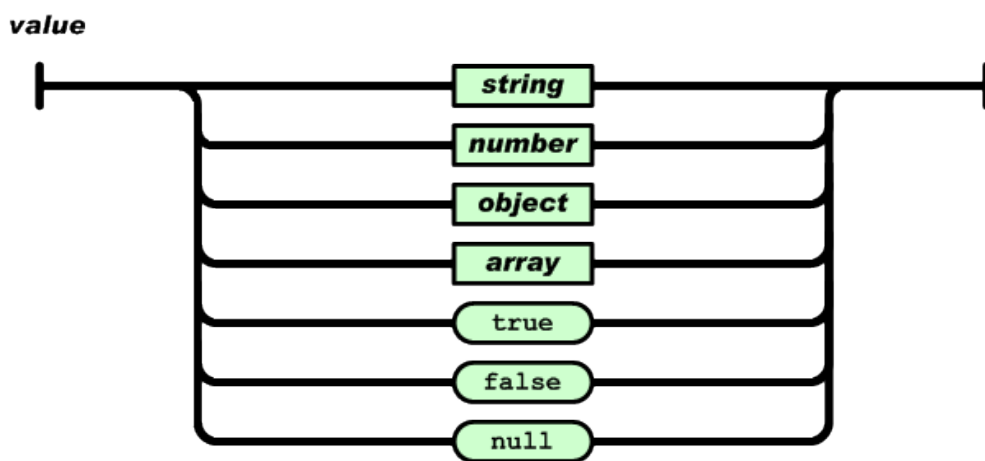 value
string
number
object
array
true
false
null